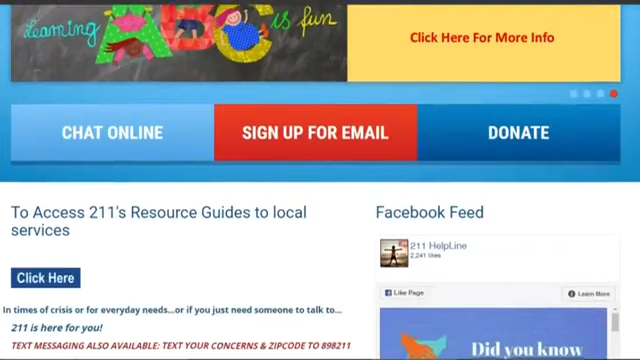 Learning ABC is fun
Click Here For More Info
CHAT ONLINE
SIGN UP FOR EMAIL
DONATE
To Access 211's Resource Guides to local
services
Click Here
In times of crisis or for everyday needs...or if you just need someone to talk to...
211 is here for you!
TEXT MESSAGING ALSO AVAILABLE: TEXT YOUR CONCERNS & ZIPCODE TO 898211
Facebook Feed
211 HelpLine
2,241 likes
Like Page
Learn More
Did you know